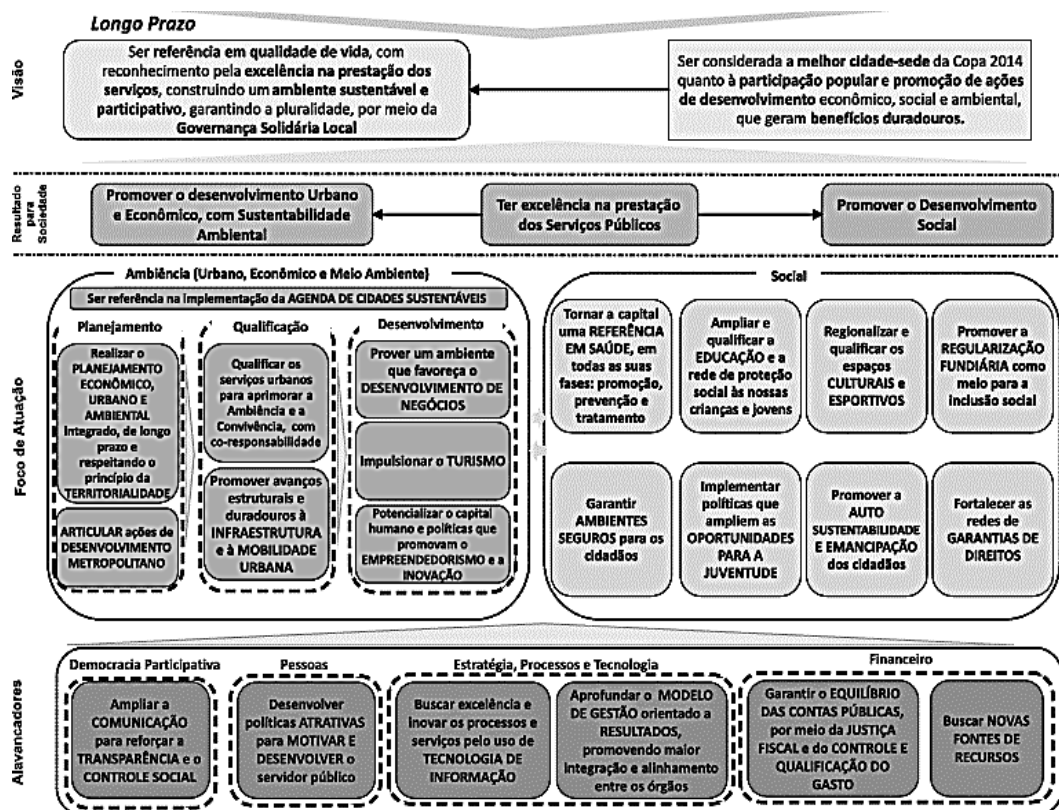 Longo Prazo
Visão
Ser referência em qualidade de vida, com
reconhecimento pela excelência na prestação dos
serviços, construindo um ambiente sustentável e
participativo, garantindo a pluralidade, por meio da
Governança Solidária Local
Ser considerada a melhor cidade-sede da Copa 2014
quanto à participação popular e promoção de ações
de desenvolvimento econômico, social e ambiental,
que geram benefícios duradouros.
Resultado
para
Sociedade
Promover o desenvolvimento Urbano
e Econômico, com Sustentabilidade
Ambiental
Ter excelência na prestação
dos Serviços Públicos
Promover o Desenvolvimento
Social
Foco de Atuação
Ambiência (Urbano, Econômico e Meio Ambiente)
Ser referência na implementação da AGENDA DE CIDADES SUSTENTÁVEIS
Planejamento
Realizar o
PLANEJAMENTO
ECONÔMICO,
URBANO E
AMBIENTAL
integrado, de longo
prazo e
respeitando o
princípio da
TERRITORIALIDADE
ARTICULAR ações de
DESENVOLVIMENTO
METROPOLITANO
Qualificação
Qualificar os
serviços urbanos
para aprimorar a
Ambiência e a
Convivência, com
co-responsabilidade
Promover avanços
estruturais e
duradouros à
INFRAESTRUTURA
e à MOBILIDADE
URBANA
Desenvolvimento
Prover um ambiente
que favoreça o
DESENVOLVIMENTO DE
NEGÓCIOS
Impulsionar o TURISMO
Potencializar o capital
humano e políticas que
promovam o
EMPREENDEDORISMO e a
INOVAÇÃO
Social
Tornar a capital
uma REFERÊNCIA
EM SAÚDE, em
todas as suas
fases: promoção,
prevenção e
tratamento
Ampliar e
qualificar a
EDUCAÇÃO e a
rede de proteção
social às nossas
crianças e jovens
Regionalizar e
qualificar os
espaços
CULTURAIS e
ESPORTIVOS
Promover a
REGULARIZAÇÃO
FUNDIÁRIA como
meio para a
inclusão social
Garantir
AMBIENTES
SEGUROS para os
cidadãos
Implementar
políticas que
ampliem as
OPORTUNIDADES
PARA A
JUVENTUDE
Promover a
AUTO
SUSTENTABILIDADE
E EMANCIPAÇÃO
dos cidadãos
Fortalecer as
redes de
GARANTIAS DE
DIREITOS
Alavancadores
Democracia Participativa
Ampliar a
COMUNICAÇÃO
para reforçar a
TRANSPARÊNCIA e o
CONTROLE SOCIAL
Pessoas
Desenvolver
políticas ATRATIVAS
para MOTIVAR E
DESENVOLVER o
servidor público
Estratégia, Processos e Tecnologia
Buscar excelência e
inovar os processos e
serviços pelo uso de
TECNOLOGIA DE
INFORMAÇÃO
Aprofundar o MODELO
DE GESTÃO orientado a
RESULTADOS,
promovendo maior
integração e alinhamento
entre os órgãos
Financeiro
Garantir o EQUILÍBRIO
DAS CONTAS PÚBLICAS,
por meio da JUSTIÇA
FISCAL e do CONTROLE E
QUALIFICAÇÃO DO
GASTO
Buscar NOVAS
FONTES DE
RECURSOS